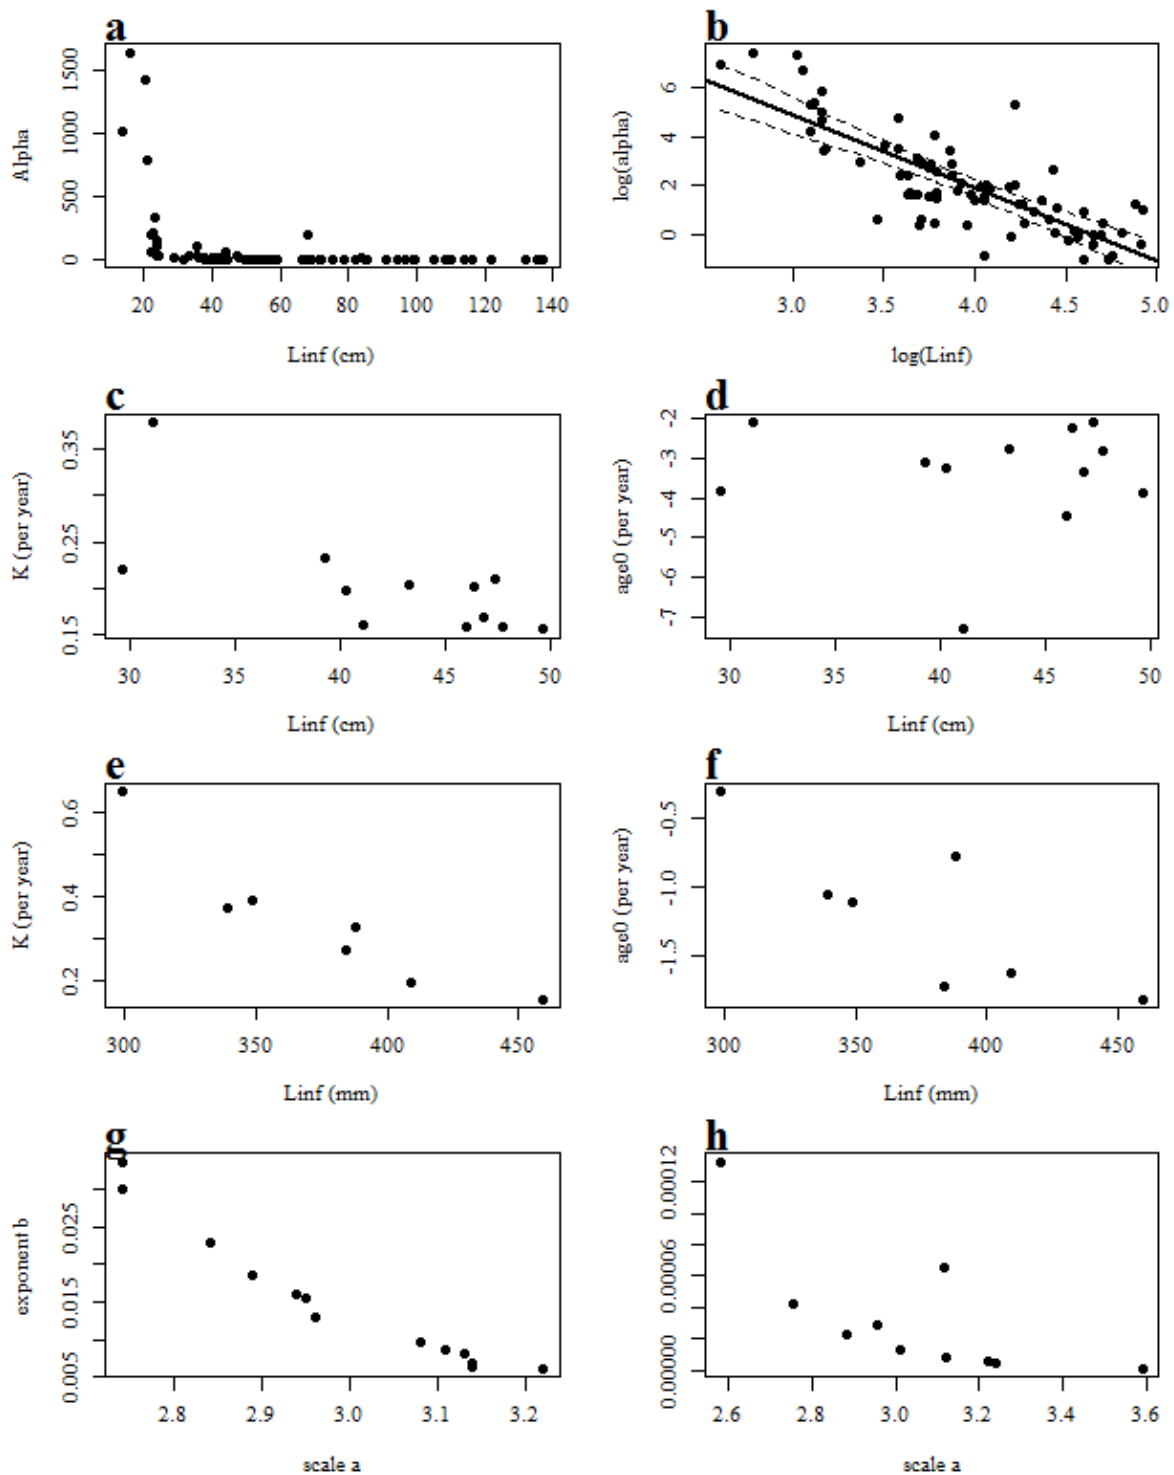 a
Alpha
0 500 1000 1500
20 40 60 80 100 120 140
Linf (cm)
b
log(alpha)
0 2 4 6
3.0 3.5 4.0 4.5 5.0
log(Linf)
c
K (per year)
0.15 0.25 0.35
30 35 40 45 50
Linf (cm)
d
age0 (per year)
-7 -6 -5 -4 -3 -2
30 35 40 45 50
Linf (cm)
e
K (per year)
0.2 0.4 0.6
300 350 400 450
Linf (mm)
f
age0 (per year)
-1.5 -1.0 -0.5
300 350 400 450
Linf (mm)
g
exponent b
0.005 0.015 0.025
2.8 2.9 3.0 3.1 3.2
scale a
h
0.00000 0.00006 0.00012
2.6 2.8 3.0 3.2 3.4 3.6
scale a